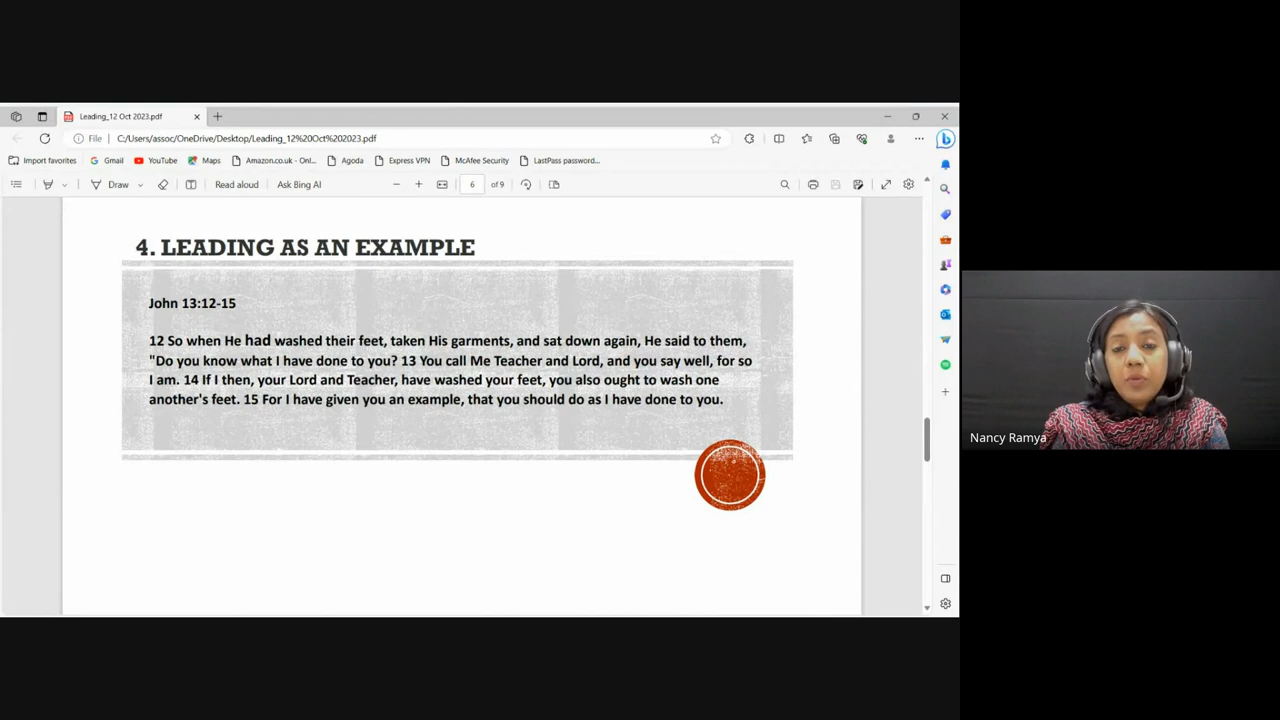 Leading_12 Oct 2023.pdf
File
C:/Users/assoc/OneDrive/Desktop/Leading_12%20Oct%202023.pdf
Import favorites
Gmail
YouTube
Maps
Amazon.co.uk - Onl...
Agoda
Express VPN
McAfee Security
LastPass password...
Draw
Read aloud
Ask Bing AI
6 of 9
4. LEADING AS AN EXAMPLE
John 13:12-15
12 So when He had washed their feet, taken His garments, and sat down again, He said to them,
"Do you know what I have done to you? 13 You call Me Teacher and Lord, and you say well, for so
I am. 14 If I then, your Lord and Teacher, have washed your feet, you also ought to wash one
another's feet. 15 For I have given you an example, that you should do as I have done to you.
Nancy Ramya